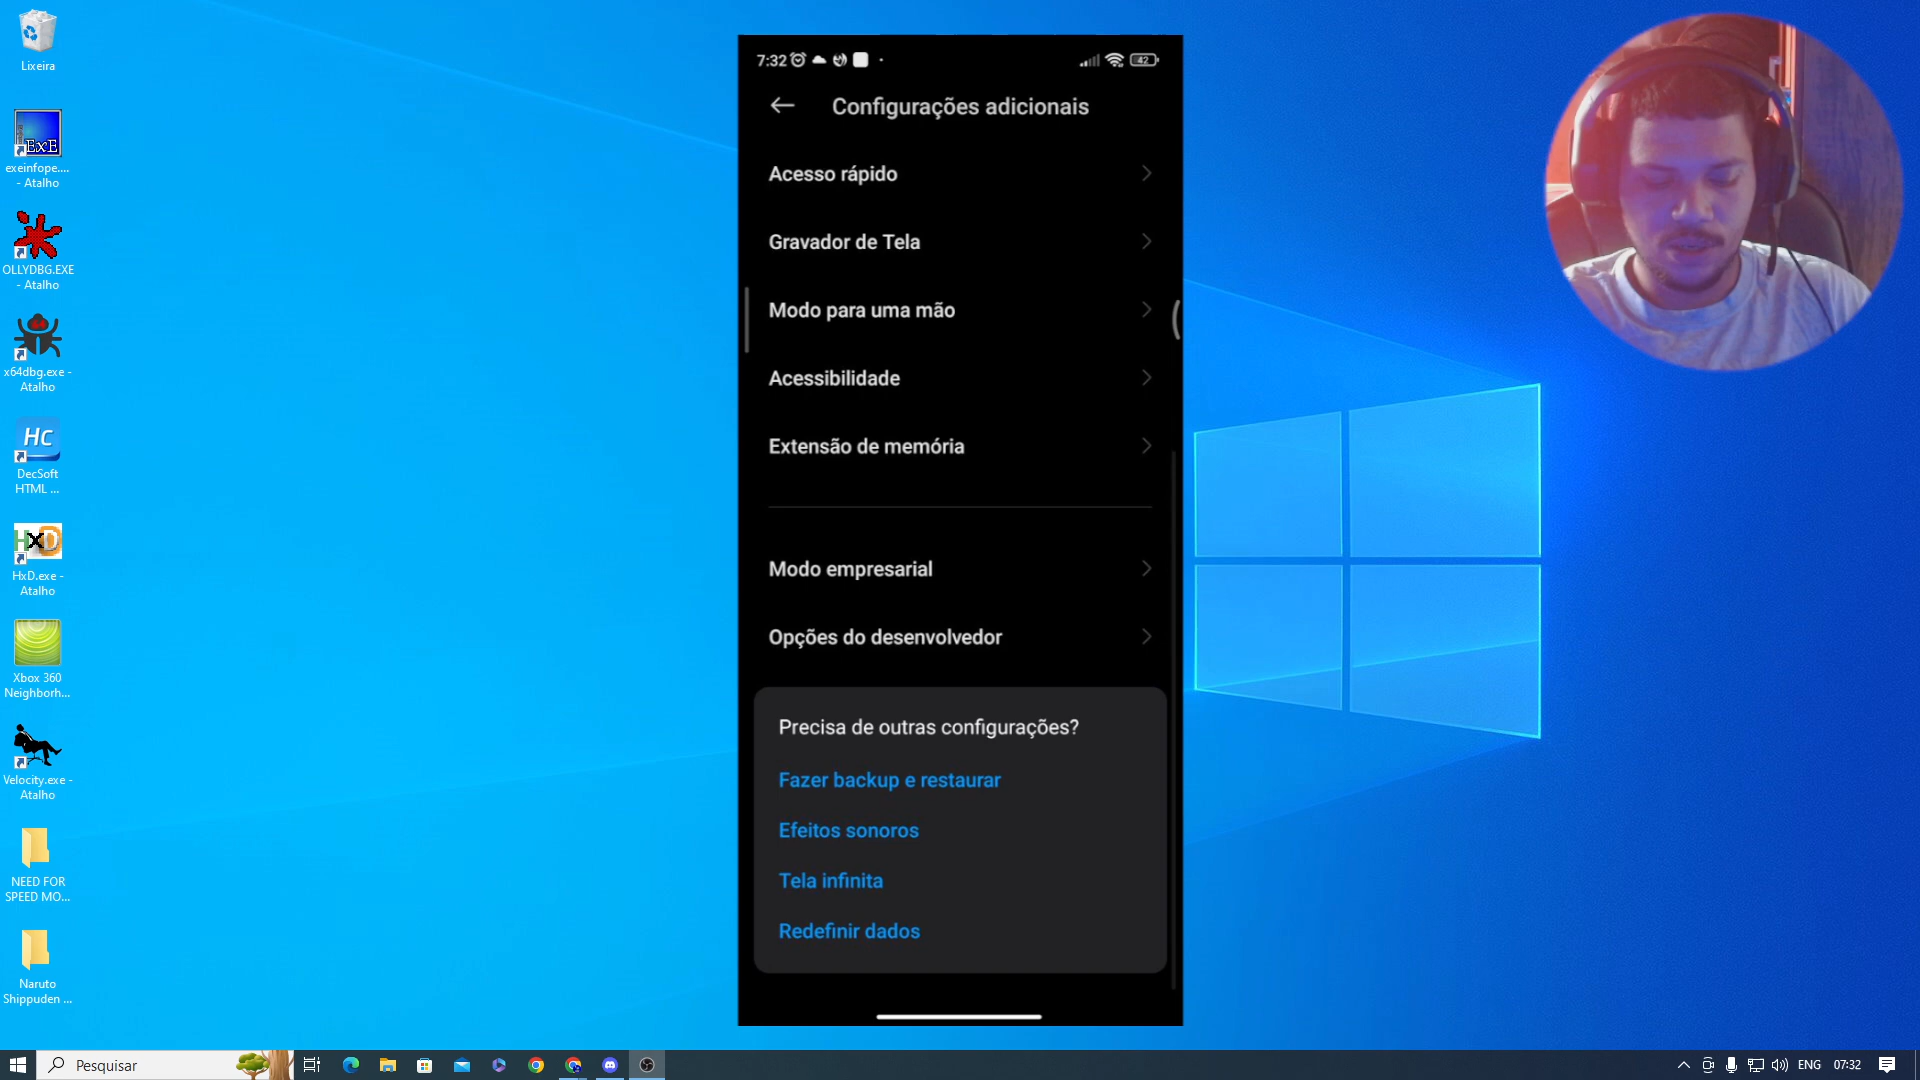 Lixeira
exeinfope....
- Atalho
OLLYDBG.EXE
- Atalho
x64dbg.exe -
Atalho
HC
DecSoft
HTML ...
HxD
HxD.exe -
Atalho
Xbox 360
Neighborh...
Velocity.exe -
Atalho
NEED FOR
SPEED MO...
Naruto
Shippuden ...
7:32
42
Configurações adicionais
Acesso rápido
Gravador de Tela
Modo para uma mão
Acessibilidade
Extensão de memória
Modo empresarial
Opções do desenvolvedor
Precisa de outras configurações?
Fazer backup e restaurar
Efeitos sonoros
Tela infinita
Redefinir dados
Pesquisar
ENG
07:32